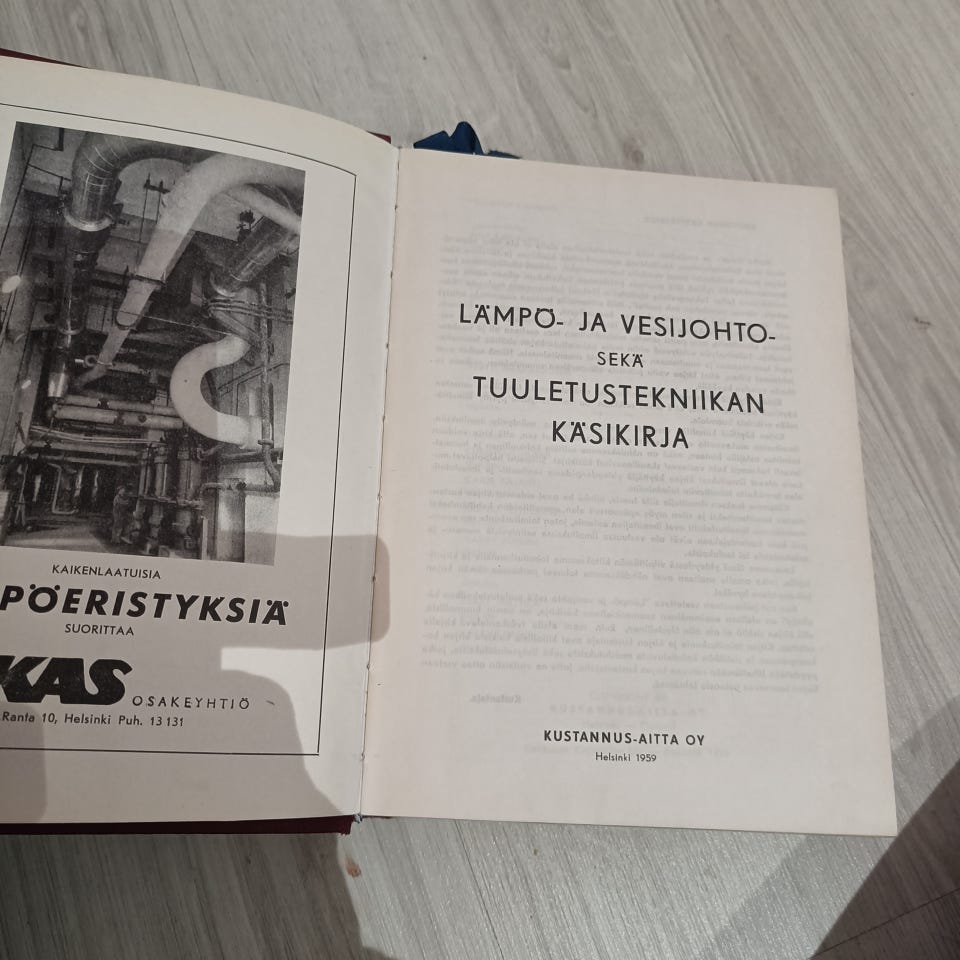 KAIKENLAATUISIA
PÖERISTYKSIÄ
SUORITTAA
KAS OSAKEYHTIÖ
Ranta 10, Helsinki Puh. 13 131
LÄMPÖ- JA VESIJOHTO-
SEKÄ
TUULETUSTEKNIIKAN
KÄSIKIRJA
KUSTANNUS-AITTA OY
Helsinki 1959